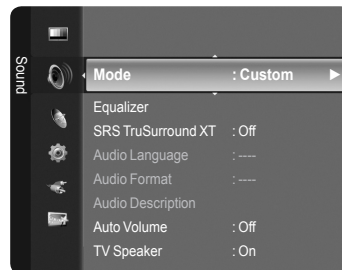 Sound
Mode : Custom ►
Equalizer
SRS TruSurround XT : Off
Audio Language : ----
Audio Format : ----
Audio Description
Auto Volume : Off
TV Speaker : On